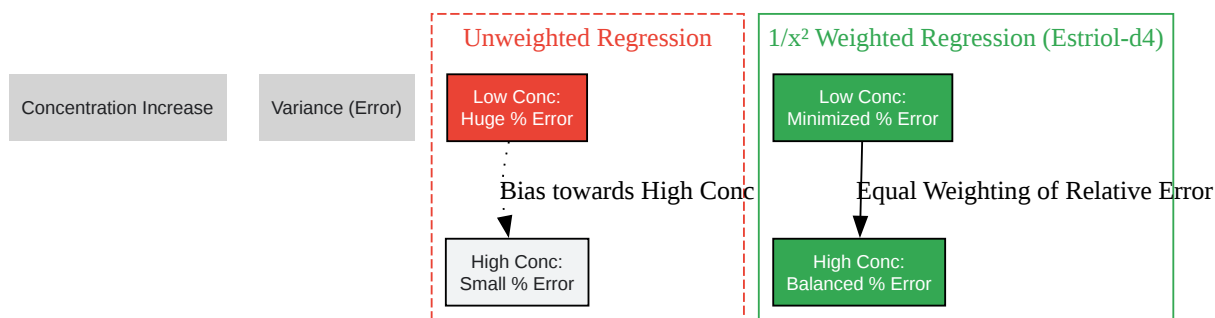 Unweighted Regression
1/x² Weighted Regression (Estriol-d4)
Concentration Increase
Variance (Error)
Low Conc:
Huge % Error
Low Conc:
Minimized % Error
Bias towards High Conc
Equal Weighting of Relative Error
High Conc:
Small % Error
High Conc:
Balanced % Error